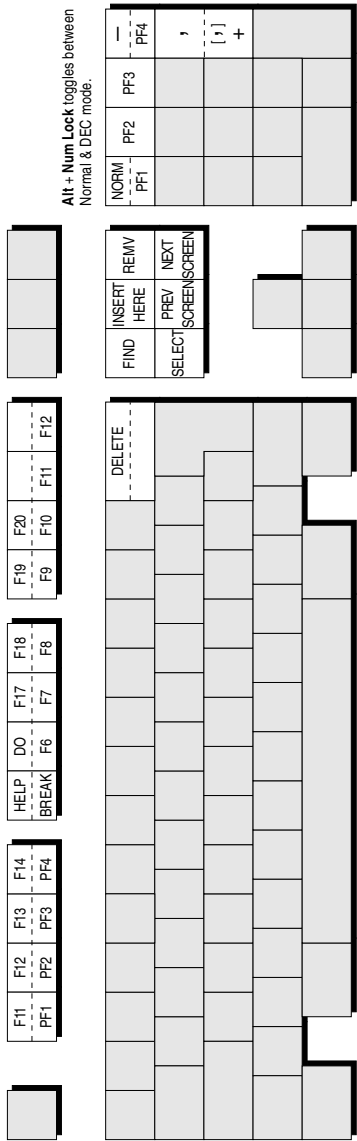 F11 F12 F13 F14 HELP DO F17 F18 F19 F20
PF1 PF2 PF3 PF4 BREAK F6 F7 F8 F9 F10 F11 F12
Alt + Num Lock toggles between
Normal & DEC mode.
DELETE FIND INSERT HERE REMV NORM PF1 PF2 PF3 — PF4
SELECT PREV SCREEN NEXT SCREEN ,
[ , ]
+